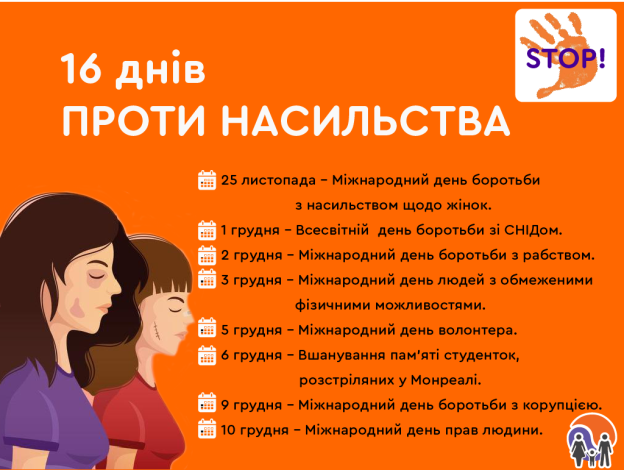 STOP!
16 днів
ПРОТИ НАСИЛЬСТВА
25 листопада – Міжнародний день боротьби
з насильством щодо жінок.
1 грудня – Всесвітній день боротьби зі СНІДом.
2 грудня – Міжнародний день боротьби з рабством.
3 грудня – Міжнародний день людей з обмеженими
фізичними можливостями.
5 грудня – Міжнародний день волонтера.
6 грудня – Вшанування пам'яті студенток,
розстріляних у Монреалі.
9 грудня – Міжнародний день боротьби з корупцією.
10 грудня – Міжнародний день прав людини.